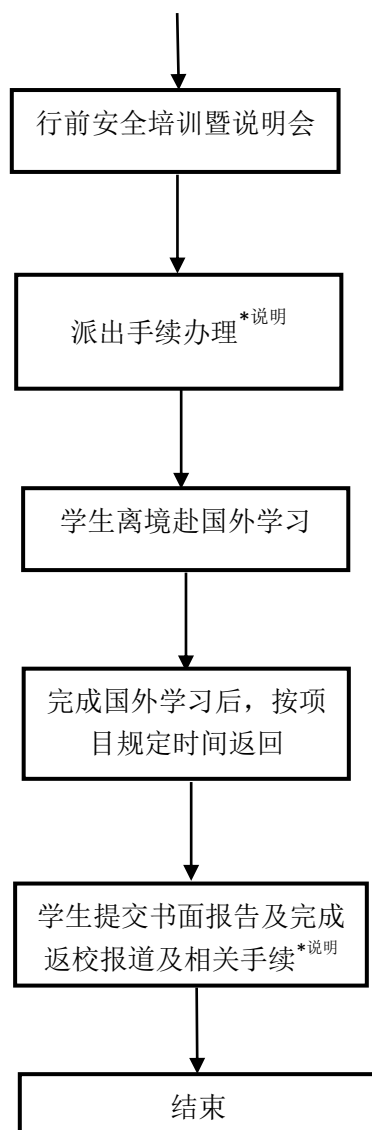 行前安全培训暨说明会
派出手续办理*说明
学生离境赴国外学习
完成国外学习后，按项
目规定时间返回
学生提交书面报告及完成
返校报道及相关手续*说明
结束